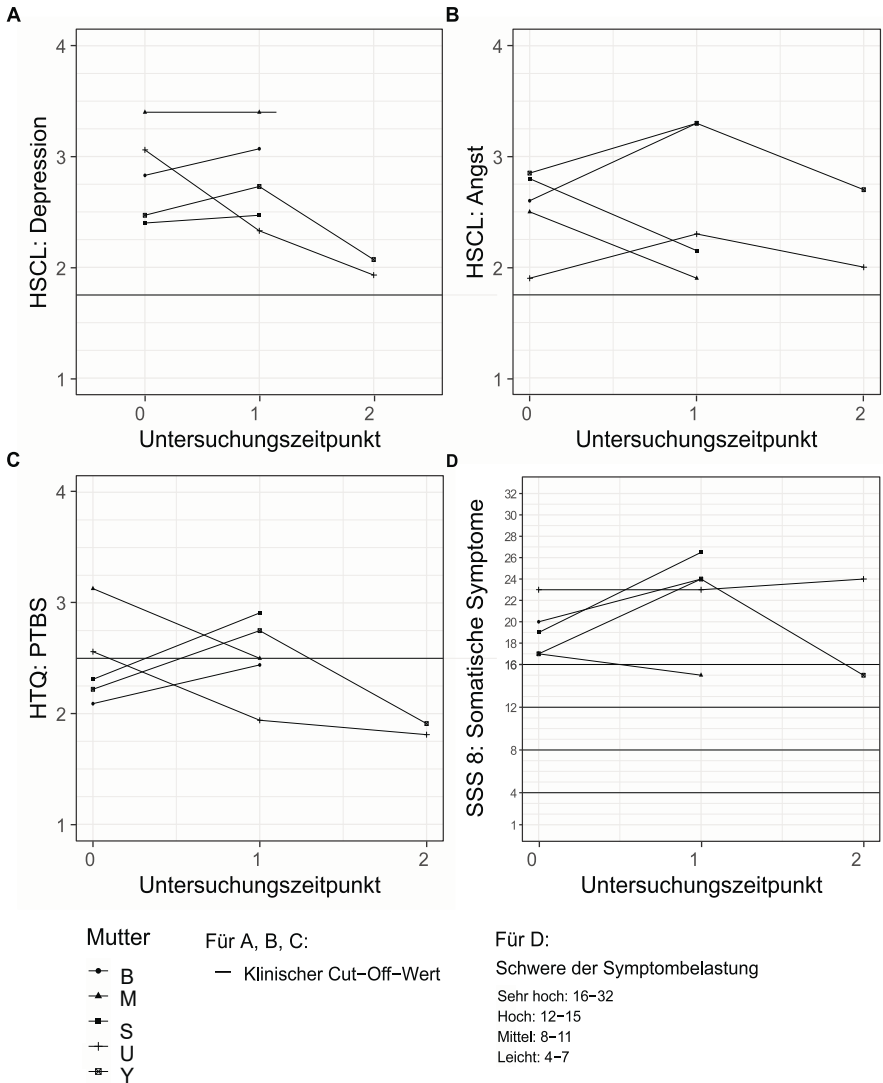 A
HSCL: Depression
4
3
2
1
0 1 2
Untersuchungszeitpunkt
B
HSCL: Angst
4
3
2
1
0 1 2
Untersuchungszeitpunkt
C
HTQ: PTBS
4
3
2
1
0 1 2
Untersuchungszeitpunkt
D
SSS 8: Somatische Symptome
32
30
28
26
24
22
20
18
16
12
8
4
1
0 1 2
Untersuchungszeitpunkt
Mutter
B
M
S
U
Y
Für A, B, C:
Klinischer Cut−Off−Wert
Für D:
Schwere der Symptombelastung
Sehr hoch: 16−32
Hoch: 12−15
Mittel: 8−11
Leicht: 4−7